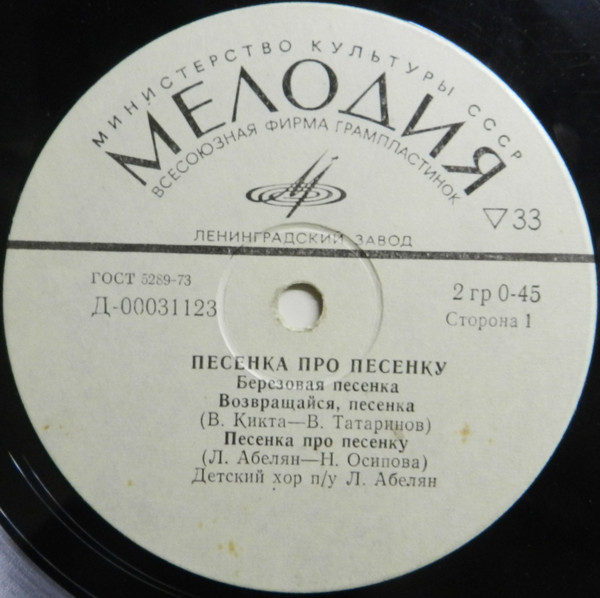 МИНИСТЕРСТВО КУЛЬТУРЫ СССР
МЕЛОДИЯ
ВСЕСОЮЗНАЯ ФИРМА ГРАМПЛАСТИНОК
▽33
ЛЕНИНГРАДСКИЙ ЗАВОД
ГОСТ 5289-73
2 гр 0-45
Д-00031123
Сторона 1
ПЕСЕНКА ПРО ПЕСЕНКУ
Березовая песенка
Возвращайся, песенка
(В. Кикта—В. Татаринов)
Песенка про песенку
(Л. Абелян—Н. Осипова)
Детский хор п/у Л. Абелян